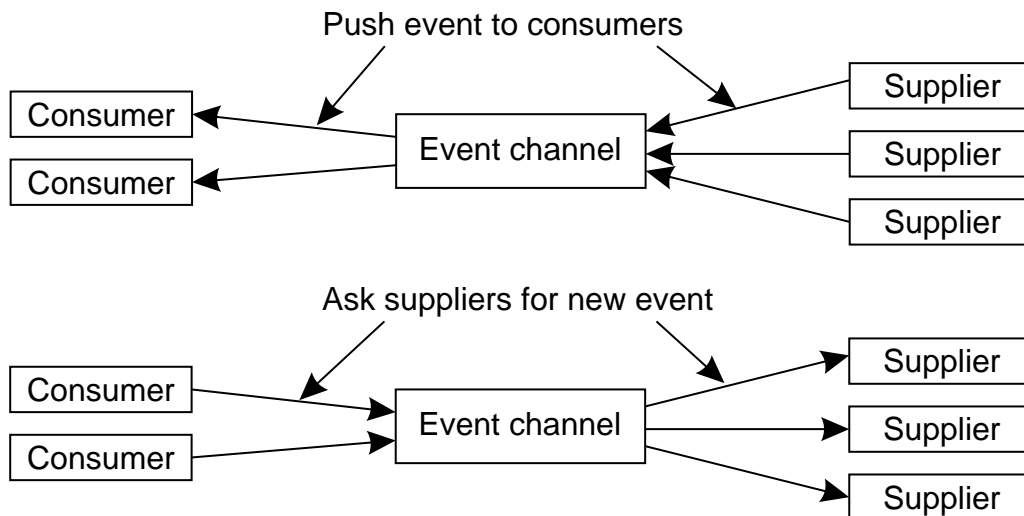 Push event to consumers
Supplier
Consumer
Event channel
Supplier
Consumer
Supplier
Ask suppliers for new event
Supplier
Consumer
Event channel
Supplier
Consumer
Supplier